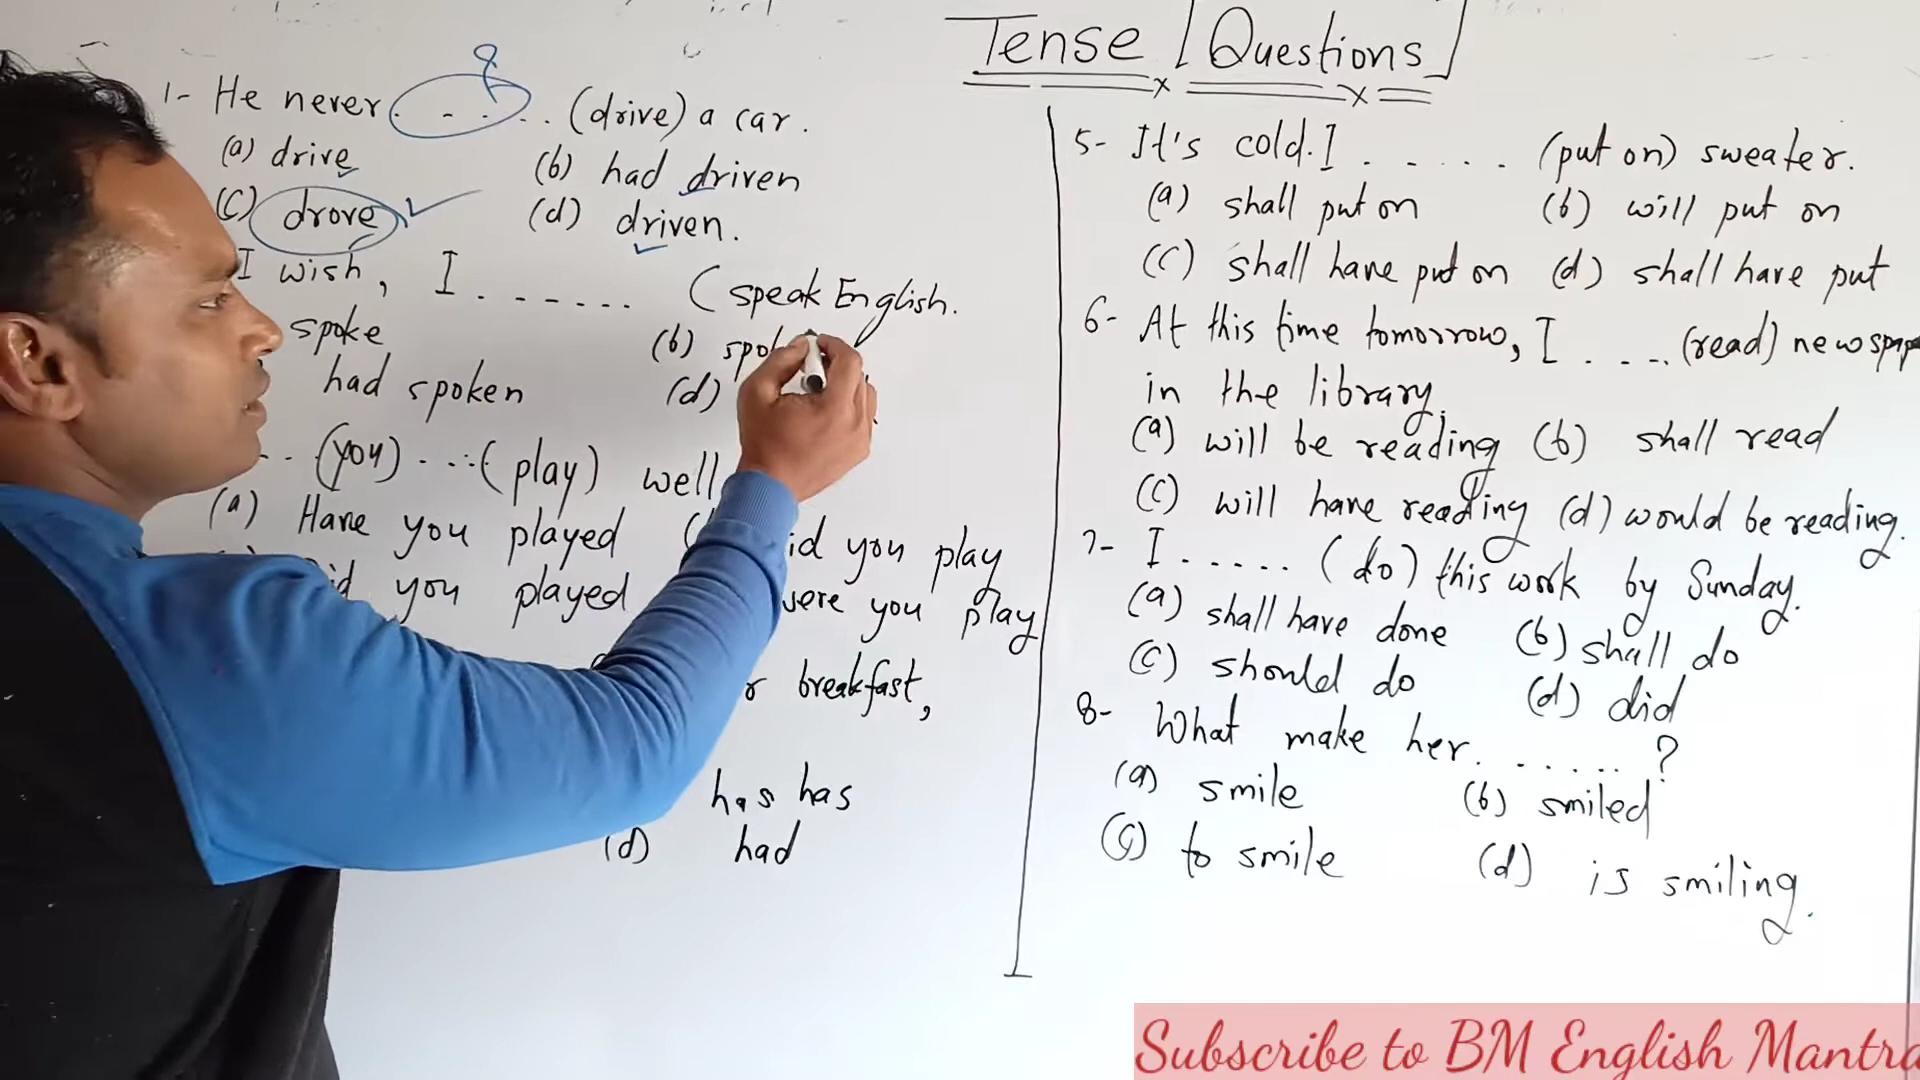 Tense [Questions]
1- He never ...... (drive) a car.
(a) drive (b) had driven
(c) drove (d) driven.
I wish, I ....... (speak English.
spoke (b)
had spoken (d)
... (you) ....( play) well
(a) Have you played id you play
id you played were you play
breakfast,
has has
(d) had
5- It's cold. I ...... (put on) sweater.
(a) shall put on (b) will put on
(c) shall have put on (d) shall have put
6- At this time tomorrow, I .... (read)
in the library.
(a) will be reading (b) shall read
(c) will have reading (d) would be reading.
7- I ...... (do) this work by Sunday.
(a) shall have done (b) shall do
(c) should do (d) did
8- What make her ...... ?
(a) smile (b) smiled
(c) to smile (d) is smiling.
Subscribe to BM English Mantra